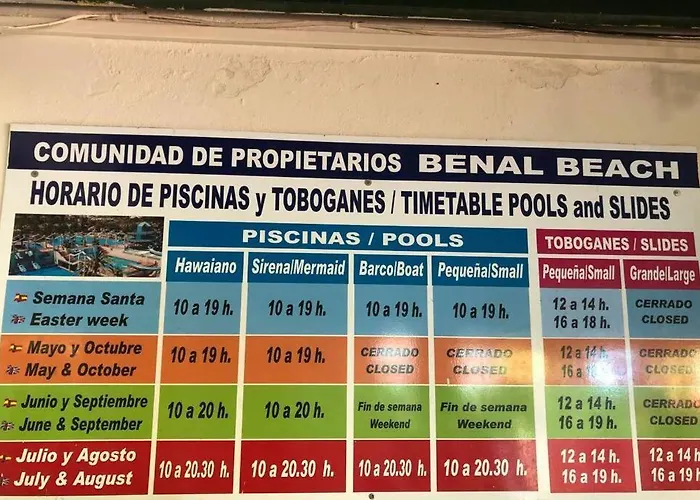 COMUNIDAD DE PROPIETARIOS BENAL BEACH
HORARIO DE PISCINAS y TOBOGANES / TIMETABLE POOLS and SLIDES
PISCINAS / POOLS TOBOGANES / SLIDES
Hawaiano Sirena/Mermaid Barco/Boat Pequeña/Small Pequeña/Small Grande/Large
Semana Santa
Easter week
10 a 19 h. 10 a 19 h. 10 a 19 h. 10 a 19 h.
12 a 14 h. CERRADO
16 a 18 h. CLOSED
Mayo y Octubre
May & October
10 a 19 h. 10 a 19 h.
CERRADO CERRADO 12 a 14 h. CERRADO
CLOSED CLOSED 16 a CLOSED
Junio y Septiembre
June & September
10 a 20 h. 10 a 20 h.
Fin de semana Fin de semana 12 a 14 h. CERRADO
Weekend Weekend 16 a 19 h. CLOSED
Julio y Agosto
July & August
10 a 20.30 h. 10 a 20.30 h. 10 a 20.30 h. 10 a 20.30 h.
12 a 14 h. 12 a 14 h.
16 a 19 h. 16 a 19 h.